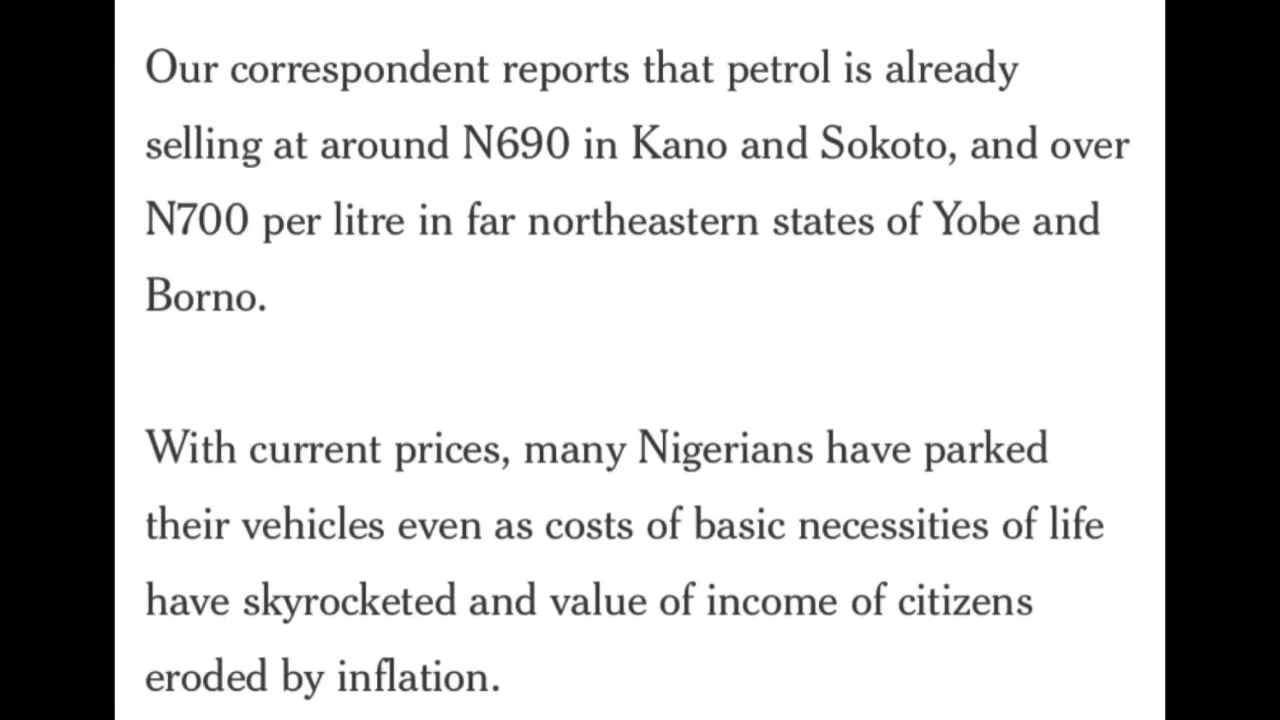 Our correspondent reports that petrol is already
selling at around N690 in Kano and Sokoto, and over
N700 per litre in far northeastern states of Yobe and
Borno.
With current prices, many Nigerians have parked
their vehicles even as costs of basic necessities of life
have skyrocketed and value of income of citizens
eroded by inflation.